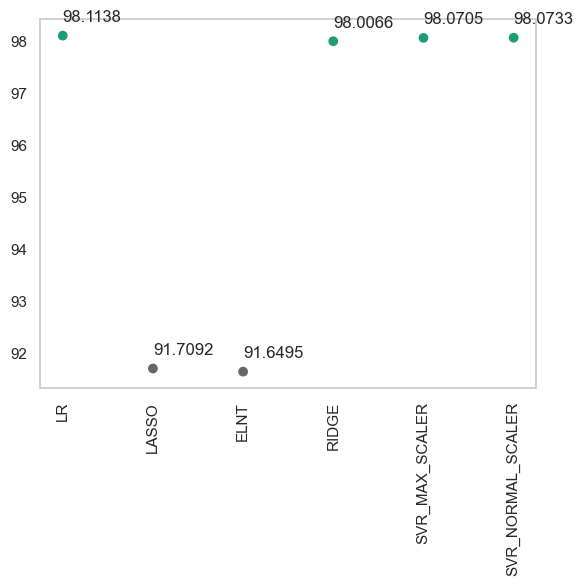 98.1138
98.0066
98.0705
98.0733
98
97
96
95
94
93
92
91.7092
91.6495
LR
LASSO
ELNT
RIDGE
SVR_MAX_SCALER
SVR_NORMAL_SCALER